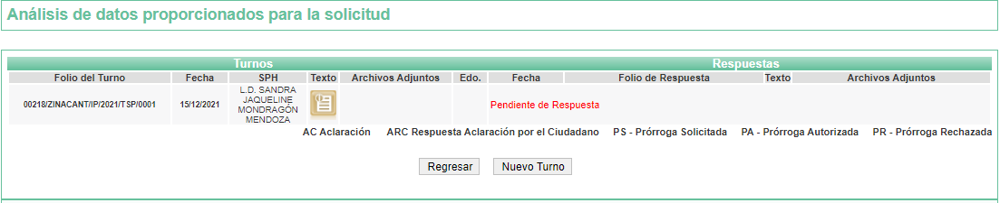 Análisis de datos proporcionados para la solicitud
Turnos Respuestas
Folio del Turno Fecha SPH Texto Archivos Adjuntos Edo. Fecha Folio de Respuesta Texto Archivos Adjuntos
00218/ZINACANT/IP/2021/TSP/0001 15/12/2021 L.D. SANDRA
JAQUELINE
MONDRAGÓN
MENDOZA
Pendiente de Respuesta
AC Aclaración ARC Respuesta Aclaración por el Ciudadano PS - Prórroga Solicitada PA - Prórroga Autorizada PR - Prórroga Rechazada
Regresar Nuevo Turno